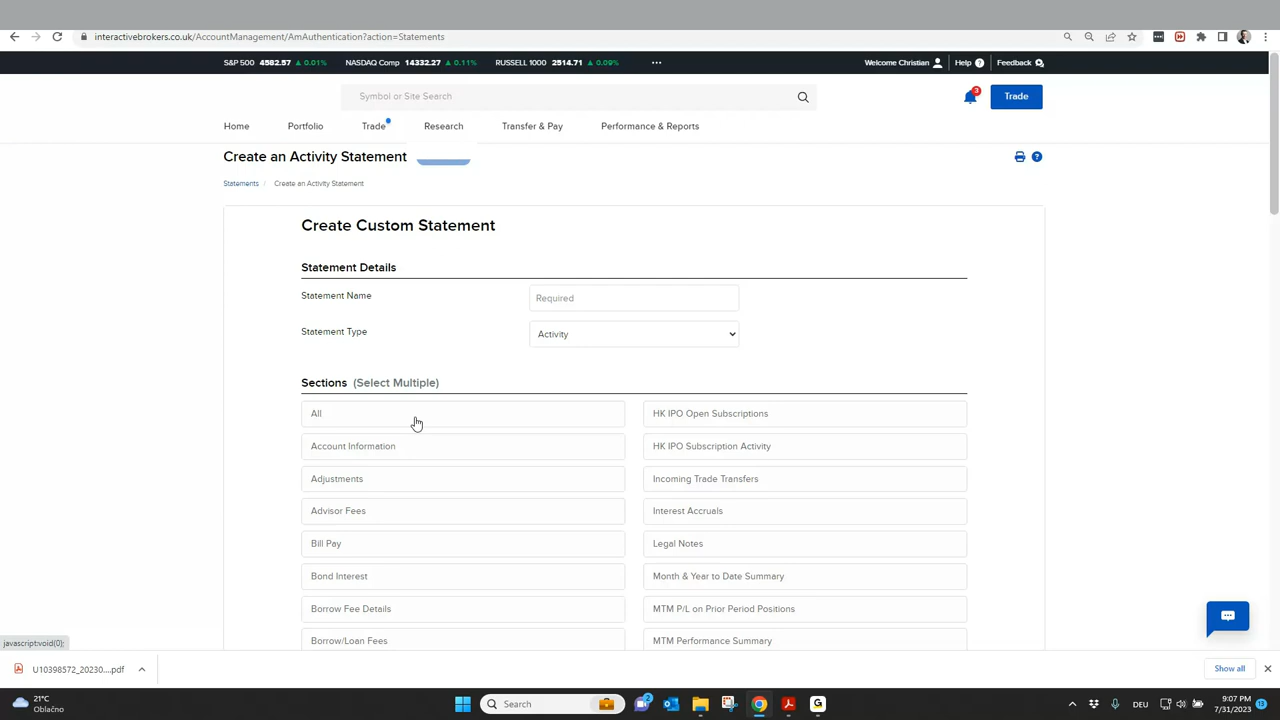 interactivebrokers.co.uk/AccountManagement/AmAuthentication?action=Statements
S&P 500 4582.57 ▲ 0.01% NASDAQ Comp 14332.27 ▲ 0.11% RUSSELL 1000 2514.71 ▲ 0.09% ••• Welcome Christian Help Feedback
Symbol or Site Search 3 Trade
Home Portfolio Trade Research Transfer & Pay Performance & Reports
Create an Activity Statement
Statements / Create an Activity Statement
Create Custom Statement
Statement Details
Statement Name Required
Statement Type Activity
Sections (Select Multiple)
All HK IPO Open Subscriptions
Account Information HK IPO Subscription Activity
Adjustments Incoming Trade Transfers
Advisor Fees Interest Accruals
Bill Pay Legal Notes
Bond Interest Month & Year to Date Summary
Borrow Fee Details MTM P/L on Prior Period Positions
Borrow/Loan Fees MTM Performance Summary
javascript:void(0);
U10398572_20230....pdf Show all
21°C Search 2 DEU 9:07 PM
Oblačno 7/31/2023 13